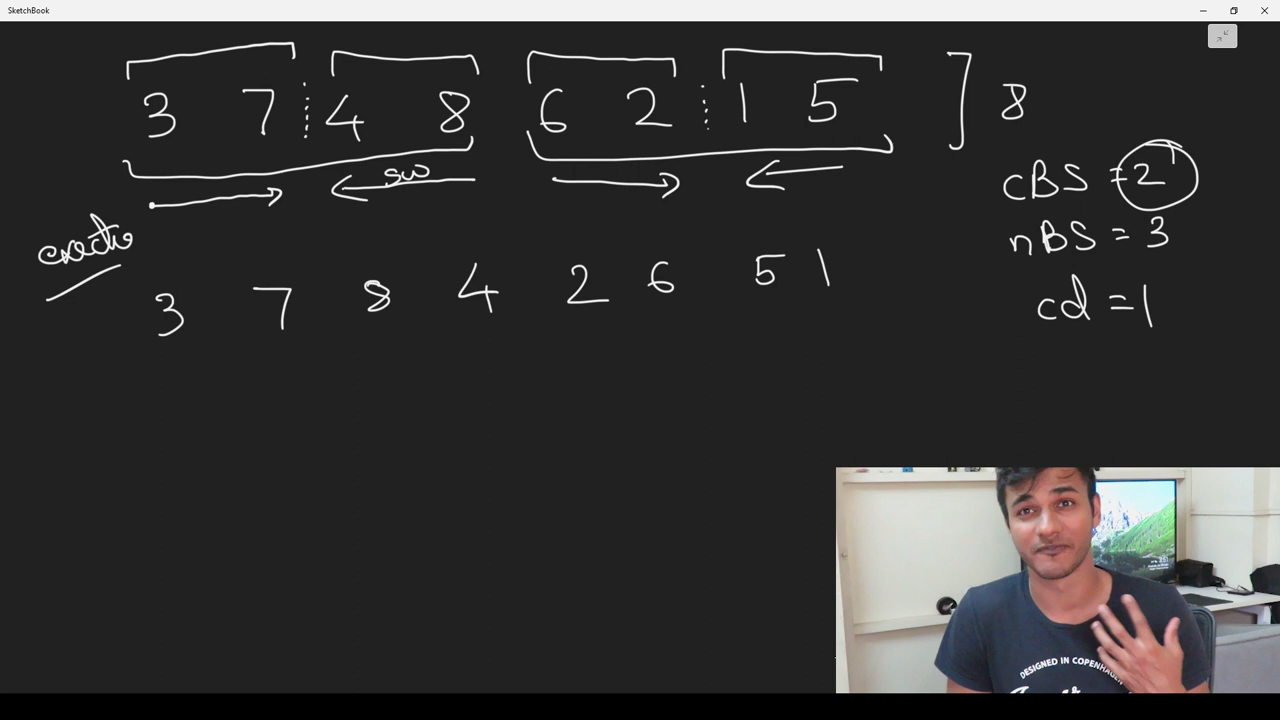 SketchBook
3 7 4 8 6 2 1 5 ] 8
sw
cBS = 2
nBS = 3
cd = 1
3 7 8 4 2 6 5 1
DESIGNED IN COPENHAGEN